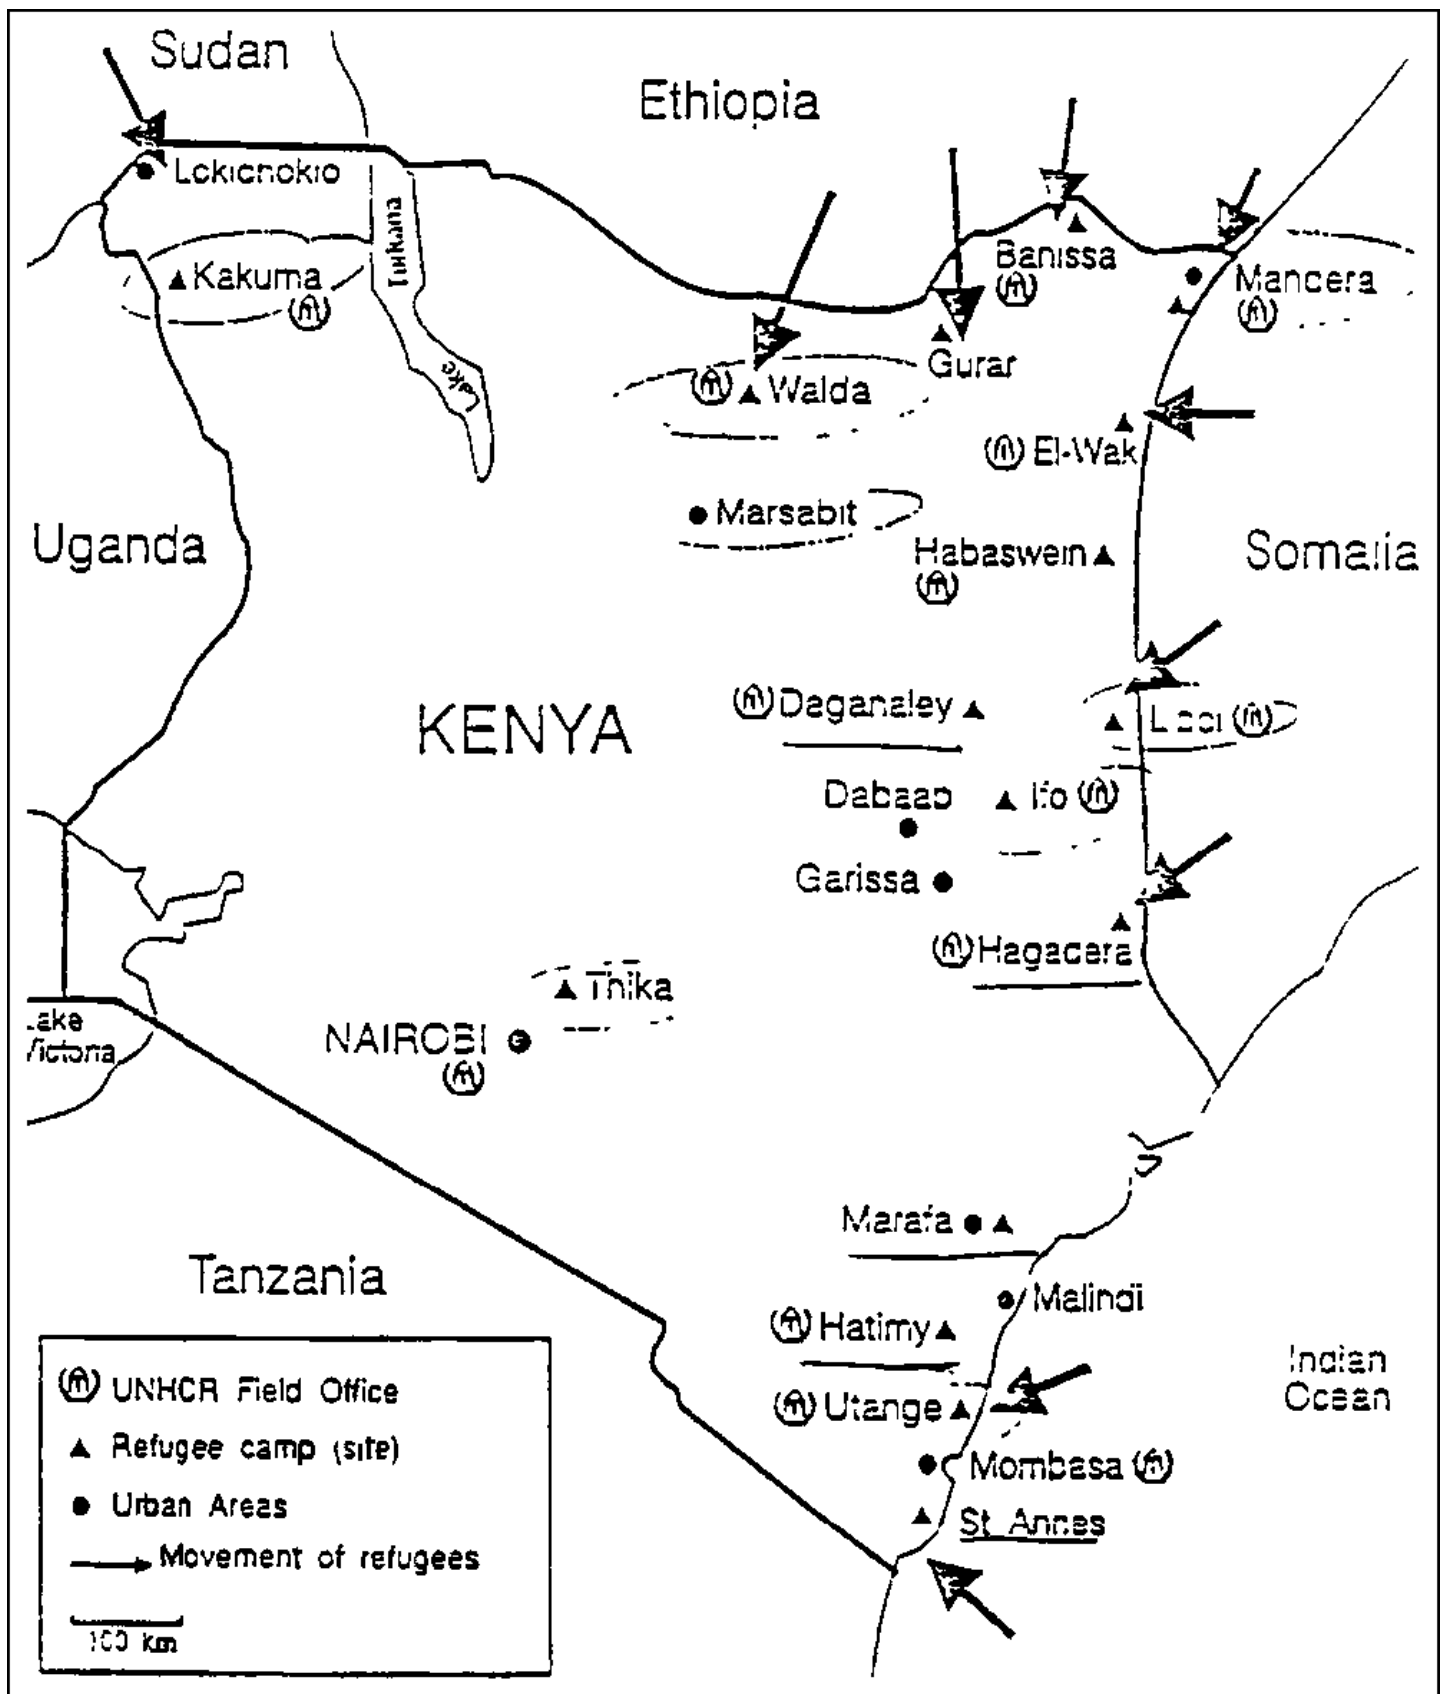 Sudan
Ethiopia
Lokichokio
Turkana
Lake
Kakuma
Banissa
Mandera
Gurar
Walda
El-Wak
Marsabit
Uganda
Habaswein
Somalia
KENYA
Daganaley
Liboi
Dabaab
Ifo
Garissa
Hagadera
Thika
Lake
Victoria
NAIROBI
Marafa
Tanzania
Malindi
Hatimy
Indian
Ocean
Utange
Mombasa
St. Annes
UNHCR Field Office
Refugee camp (site)
Urban Areas
Movement of refugees
100 km